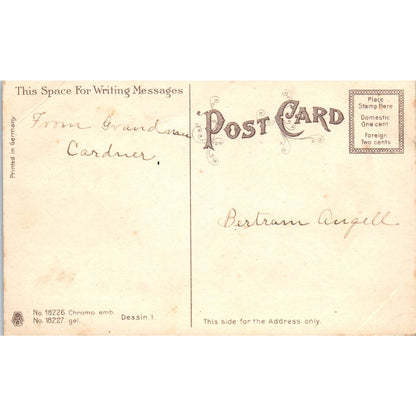 This Space For Writing Messages
From Grandma
Cardner.
Printed in Germany.
No. 18226 Chromo emb.
No. 18227. gel.
Dessin. 1.
POST CARD
Place
Stamp Here
Domestic
One cent
Foreign
Two cents
Bertram Angell.
This side for the Address only.